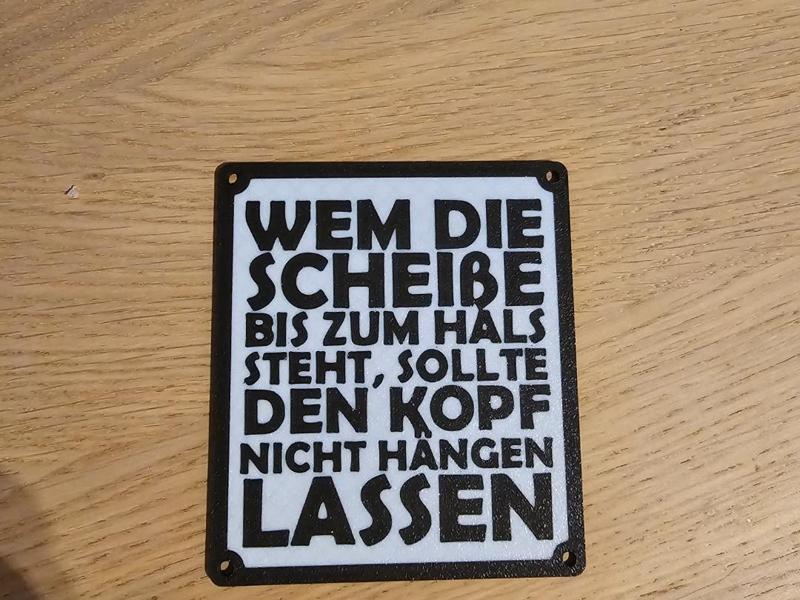 WEM DIE
SCHEIßE
BIS ZUM HALS
STEHT, SOLLTE
DEN KOPF
NICHT HÄNGEN
LASSEN